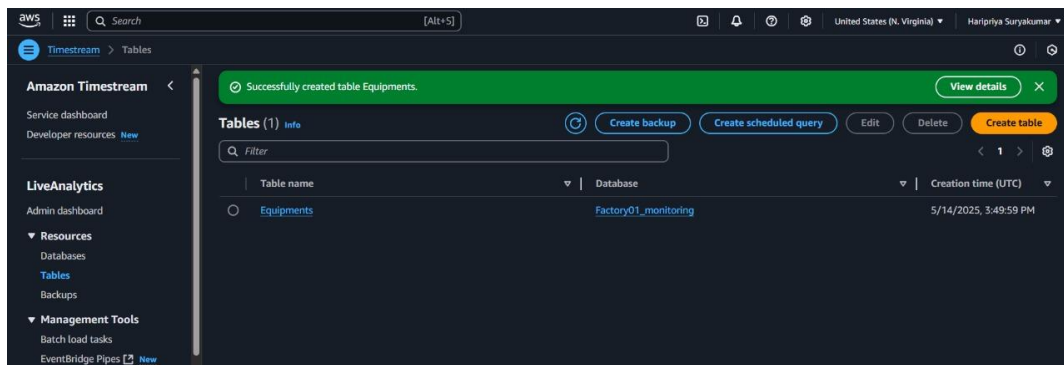 aws
Search [Alt+S] United States (N. Virginia) Haripriya Suryakumar
Timestream > Tables
Amazon Timestream
Service dashboard
Developer resources New
LiveAnalytics
Admin dashboard
Resources
Databases
Tables
Backups
Management Tools
Batch load tasks
EventBridge Pipes New
Successfully created table Equipments. View details
Tables (1) Info Create backup Create scheduled query Edit Delete Create table
Filter 1
Table name Database Creation time (UTC)
Equipments Factory01_monitoring 5/14/2025, 3:49:59 PM